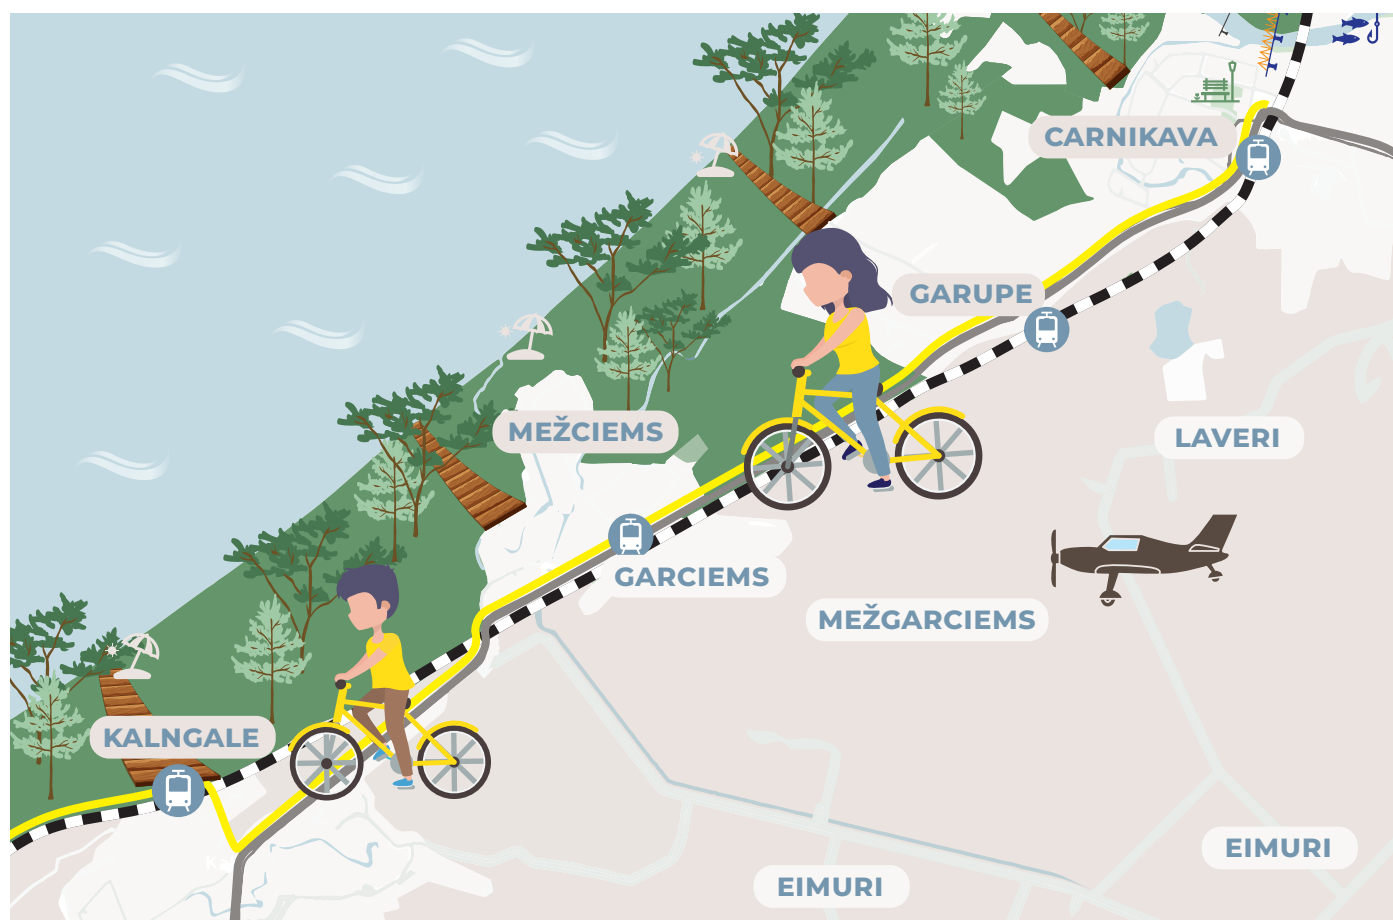 CARNIKAVA
GARUPE
MEŽCIEMS
LAVERI
GARCIEMS
MEŽGARCIEMS
KALNGALE
EIMURI
EIMURI